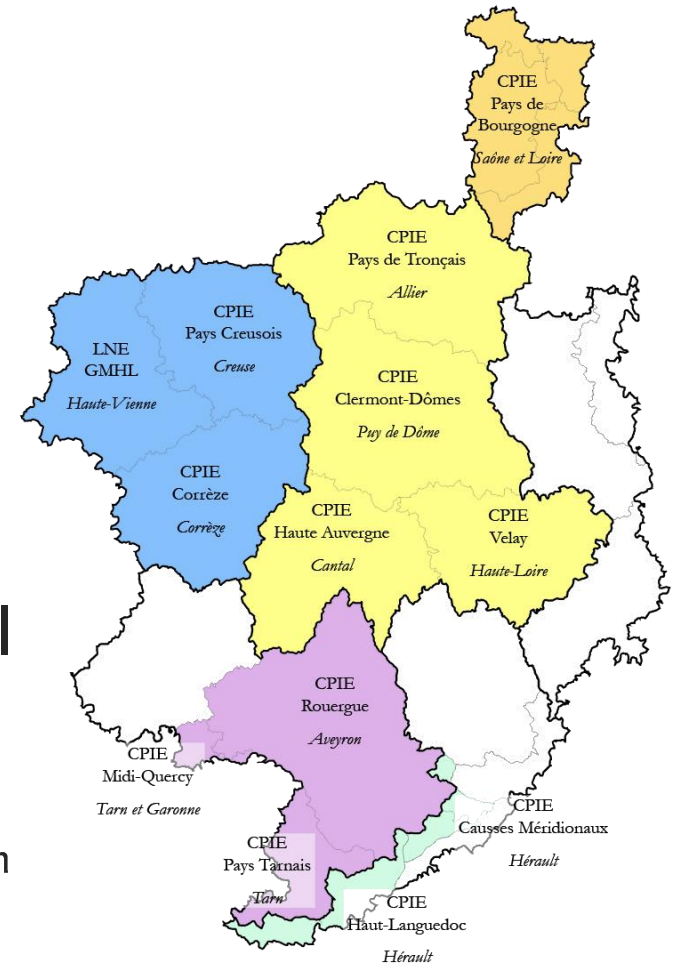 CPIE
Pays de
Bourgogne
Saône et Loire
CPIE
Pays de Tronçais
Allier
CPIE
Pays Creusois
Creuse
LNE
GMHL
Haute-Vienne
CPIE
Clermont-Dômes
Puy de Dôme
CPIE
Corrèze
Corrèze
CPIE
Haute Auvergne
Cantal
CPIE
Velay
Haute-Loire
l
CPIE
Rouergue
Aveyron
CPIE
Midi-Quercy
Tarn et Garonne
CPIE
Causses Méridionaux
Hérault
CPIE
Pays Tarnais
Tarn
n
CPIE
Haut-Languedoc
Hérault